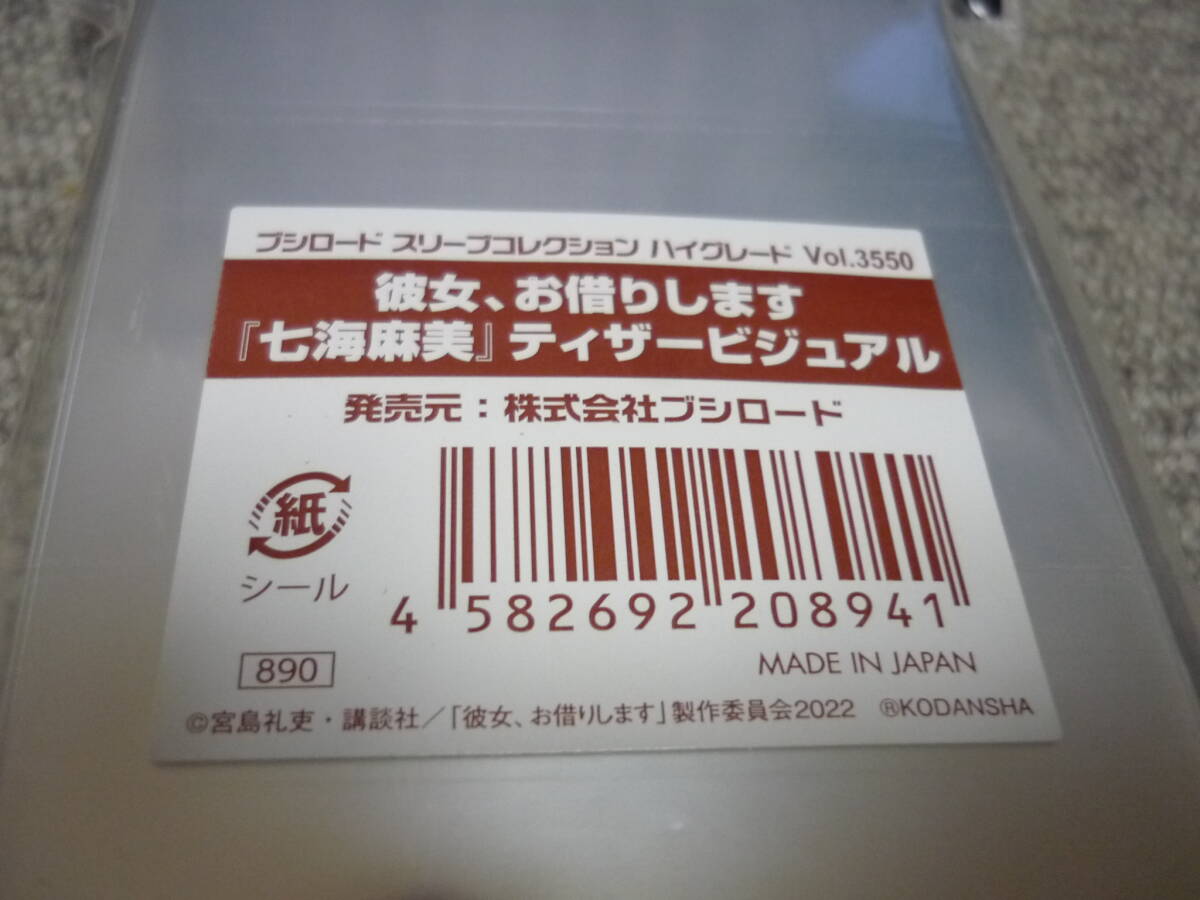 ブシロード スリーブコレクション ハイグレード Vol.3550
彼女、お借りします
『七海麻美』ティザービジュアル
発売元：株式会社ブシロード
紙
シール
4 582692 208941
890
MADE IN JAPAN
©宮島礼吏・講談社／「彼女、お借りします」製作委員会2022 ®KODANSHA